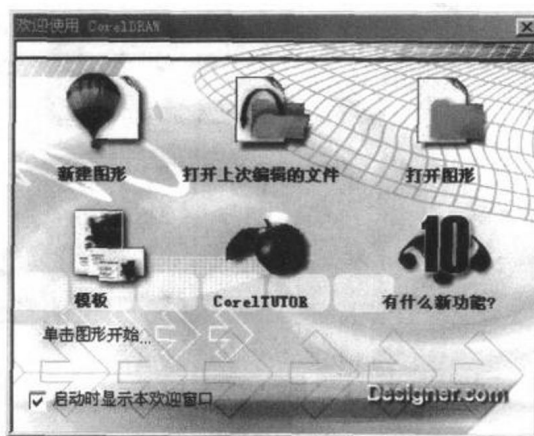 欢迎使用 CorelDRAW
新建图形 打开上次编辑的文件 打开图形
10
模板 CorelTUTOR 有什么新功能?
单击图形开始...
启动时显示本欢迎窗口
Designer.com